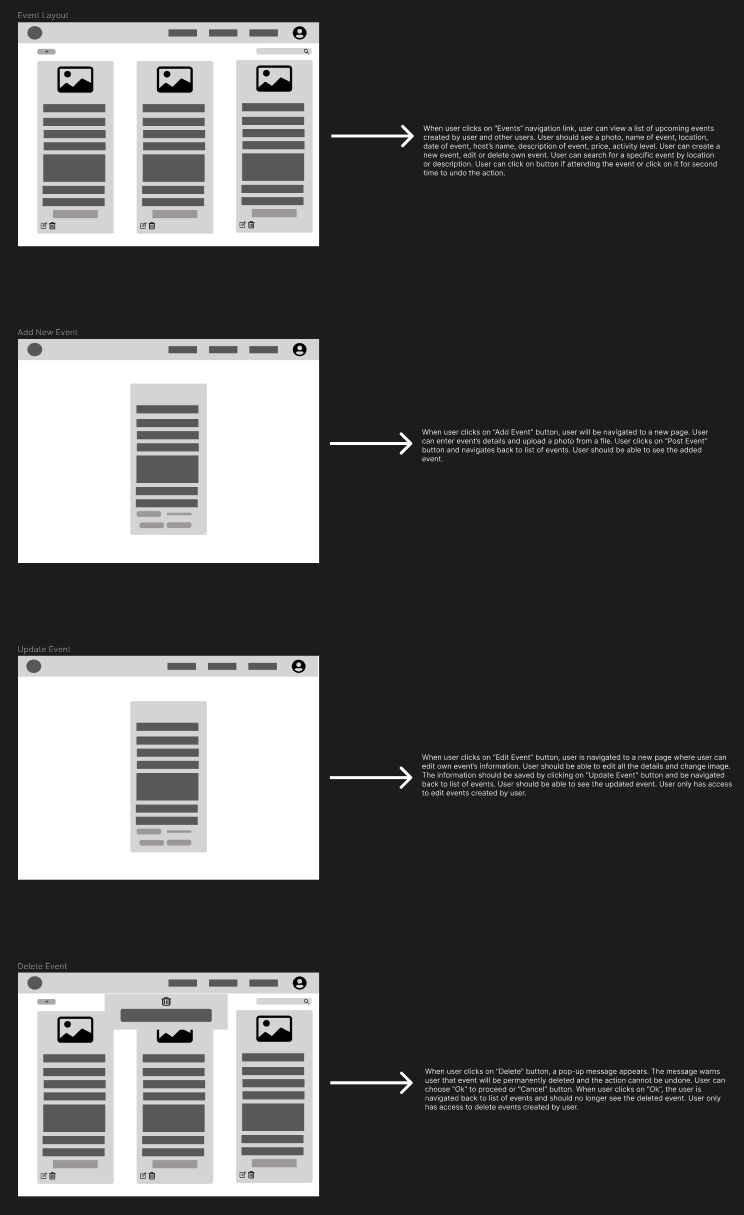 Event Layout
+
When user clicks on "Events" navigation link, user can view a list of upcoming events
created by user and other users. User should see a photo, name of event, location,
date of event, host's name, description of event, price, activity level. User can create a
new event, edit or delete own event. User can search for a specific event by location
or description. User can click on button if attending the event or click on it for second
time to undo the action.
Add New Event
When user clicks on "Add Event" button, user will be navigated to a new page. User
can enter event's details and upload a photo from a file. User clicks on "Post Event"
button and navigates back to list of events. User should be able to see the added
event.
Update Event
When user clicks on "Edit Event" button, user is navigated to a new page where user can
edit own event's information. User should be able to edit all the details and change image.
The information should be saved by clicking on "Update Event" button and be navigated
back to list of events. User should be able to see the updated event. User only has access
to edit events created by user.
Delete Event
+
When user clicks on "Delete" button, a pop-up message appears. The message warns
user that event will be permanently deleted and the action cannot be undone. User can
choose "Ok" to proceed or "Cancel" button. When user clicks on "Ok", the user is
navigated back to list of events and should no longer see the deleted event. User only
has access to delete events created by user.